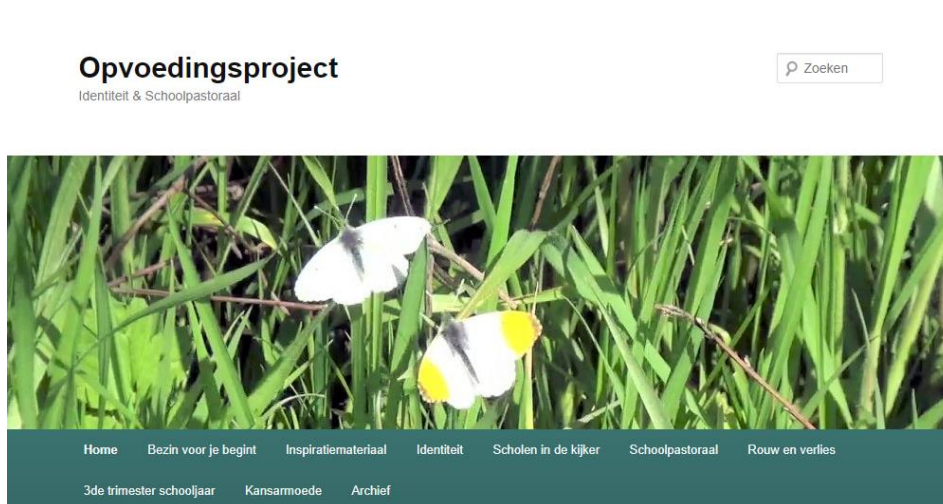 Opvoedingsproject
Zoeken
Identiteit & Schoolpastoraal
Home Bezin voor je begint Inspiratiemateriaal Identiteit Scholen in de kijker Schoolpastoraal Rouw en verlies
3de trimester schooljaar Kansarmoede Archief